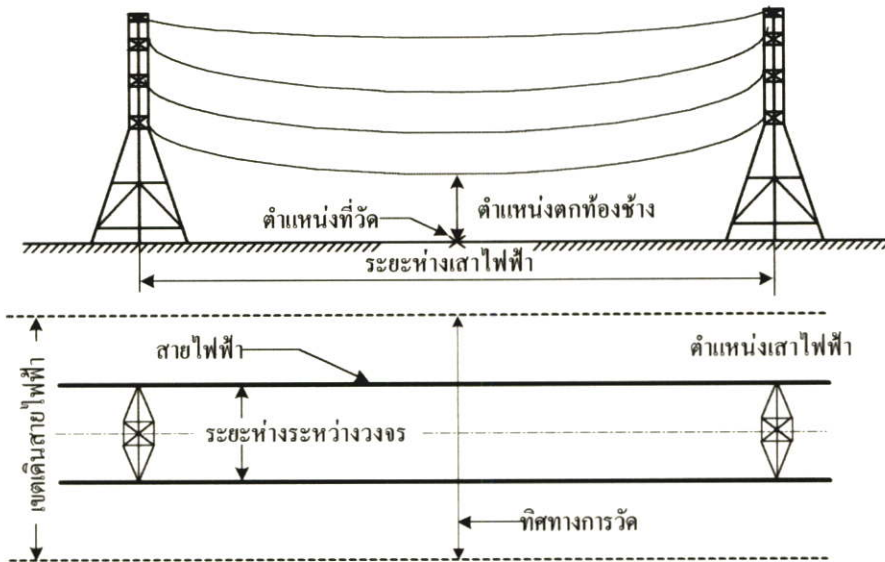 ตำแหน่งที่วัด
ตำแหน่งตกท้องช้าง
ระยะห่างเสาไฟฟ้า
เขตเดินสายไฟฟ้า
สายไฟฟ้า
ตำแหน่งเสาไฟฟ้า
ระยะห่างระหว่างวงจร
ทิศทางการวัด